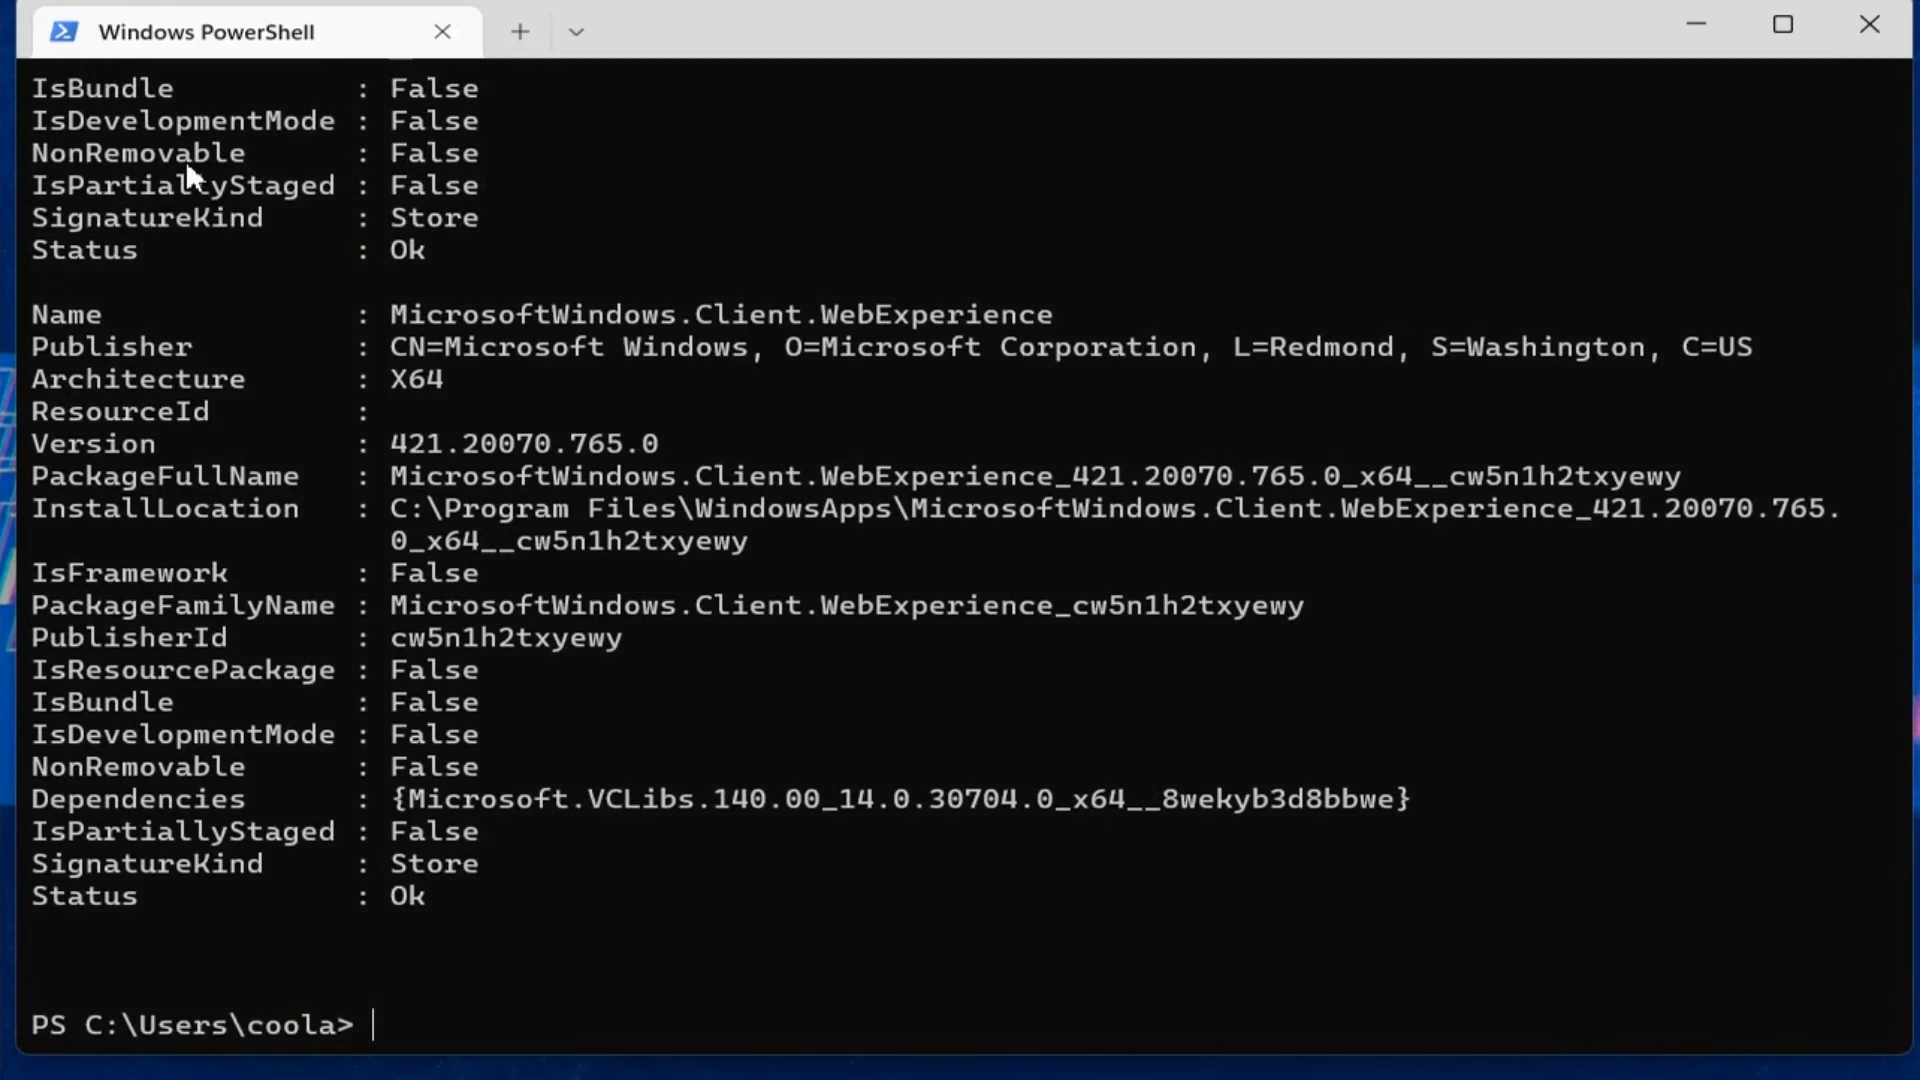 Windows PowerShell
IsBundle : False
IsDevelopmentMode : False
NonRemovable : False
IsPartiallyStaged : False
SignatureKind : Store
Status : Ok
Name : MicrosoftWindows.Client.WebExperience
Publisher : CN=Microsoft Windows, O=Microsoft Corporation, L=Redmond, S=Washington, C=US
Architecture : X64
ResourceId :
Version : 421.20070.765.0
PackageFullName : MicrosoftWindows.Client.WebExperience_421.20070.765.0_x64__cw5n1h2txyewy
InstallLocation : C:\Program Files\WindowsApps\MicrosoftWindows.Client.WebExperience_421.20070.765.
0_x64__cw5n1h2txyewy
IsFramework : False
PackageFamilyName : MicrosoftWindows.Client.WebExperience_cw5n1h2txyewy
PublisherId : cw5n1h2txyewy
IsResourcePackage : False
IsBundle : False
IsDevelopmentMode : False
NonRemovable : False
Dependencies : {Microsoft.VCLibs.140.00_14.0.30704.0_x64__8wekyb3d8bbwe}
IsPartiallyStaged : False
SignatureKind : Store
Status : Ok
PS C:\Users\coola>